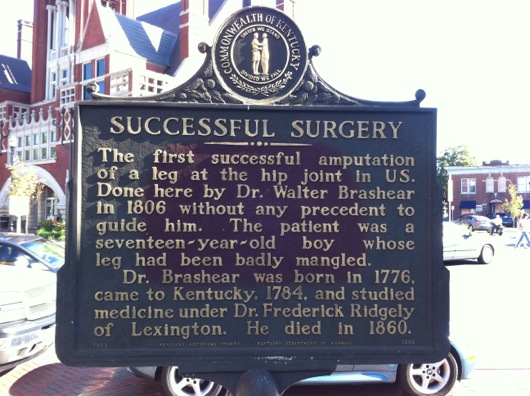 COMMONWEALTH OF KENTUCKY
UNITED WE STAND
DIVIDED WE FALL
SUCCESSFUL SURGERY
The first successful amputation
of a leg at the hip joint in US.
Done here by Dr. Walter Brashear
in 1806 without any precedent to
guide him. The patient was a
seventeen-year-old boy whose
leg had been badly mangled.
Dr. Brashear was born in 1776,
came to Kentucky, 1784, and studied
medicine under Dr. Frederick Ridgely
of Lexington. He died in 1860.
KENTUCKY HISTORICAL SOCIETY KENTUCKY DEPARTMENT OF HIGHWAYS